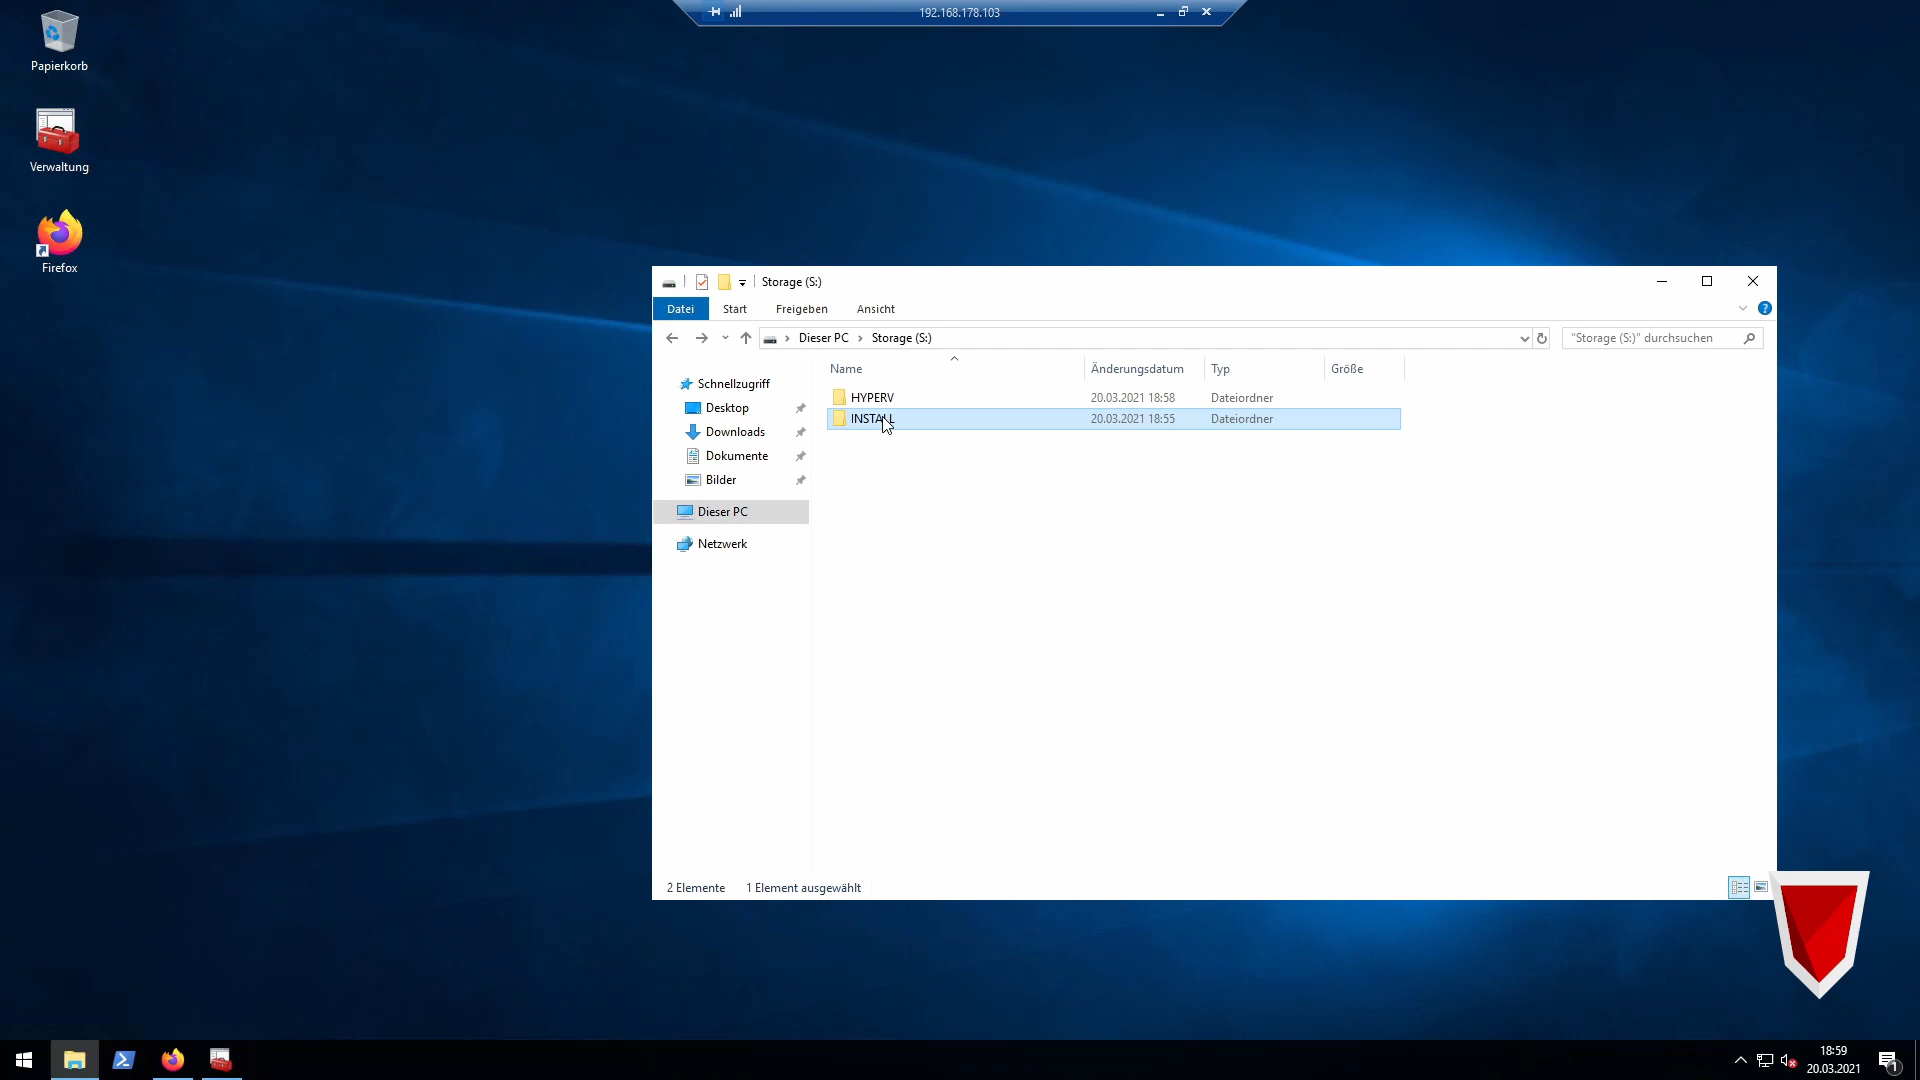 192.168.178.103
Papierkorb
Verwaltung
Firefox
Storage (S:)
Datei Start Freigeben Ansicht
Dieser PC Storage (S:)
"Storage (S:)" durchsuchen
Name Änderungsdatum Typ Größe
HYPERV 20.03.2021 18:58 Dateiordner
INSTALL 20.03.2021 18:55 Dateiordner
Schnellzugriff
Desktop
Downloads
Dokumente
Bilder
Dieser PC
Netzwerk
2 Elemente 1 Element ausgewählt
18:59
20.03.2021
1